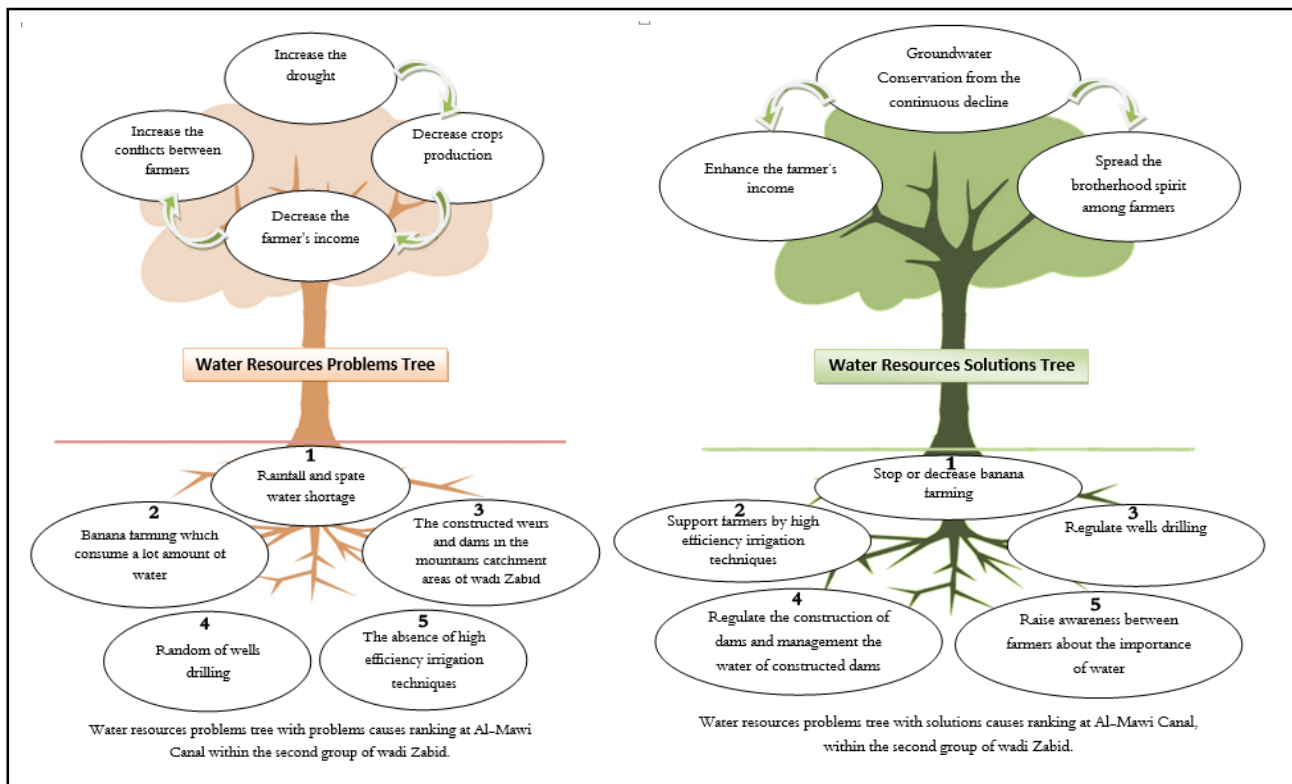 Increase the
drought
Increase the
conflicts between
farmers
Decrease crops
production
Decrease the
farmer's income
Water Resources Problems Tree
1
Rainfall and spate
water shortage
2
Banana farming which
consume a lot amount of
water
3
The constructed weirs
and dams in the
mountains catchment
areas of wadi Zabid
4
Random of wells
drilling
5
The absence of high
efficiency irrigation
techniques
Water resources problems tree with problems causes ranking at Al-Mawi
Canal within the second group of wadi Zabid.
Groundwater
Conservation from the
continuous decline
Enhance the farmer's
income
Spread the
brotherhood spirit
among farmers
Water Resources Solutions Tree
1
Stop or decrease banana
farming
2
Support farmers by high
efficiency irrigation
techniques
3
Regulate wells drilling
4
Regulate the construction of
dams and management the
water of constructed dams
5
Raise awareness between
farmers about the importance
of water
Water resources problems tree with solutions causes ranking at Al-Mawi Canal,
within the second group of wadi Zabid.